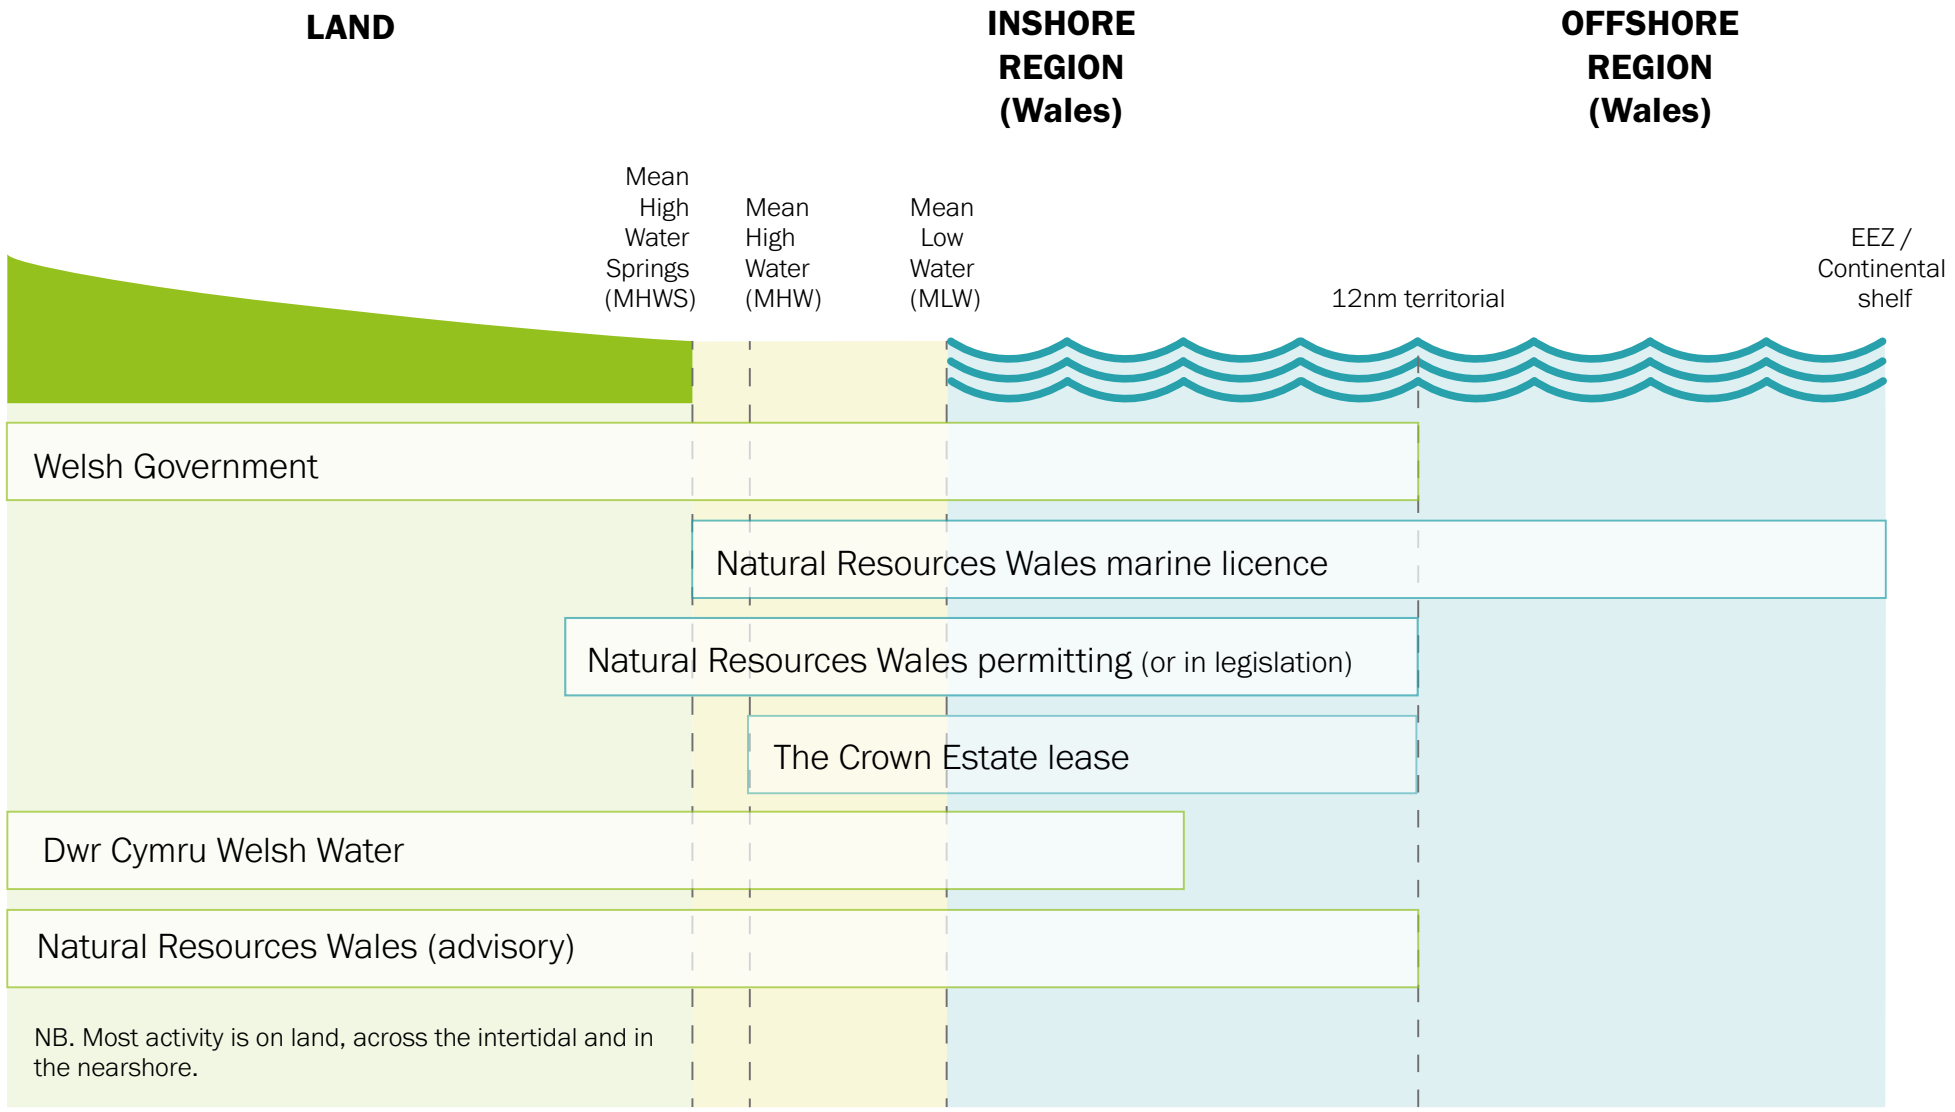 LAND
INSHORE
REGION
(Wales)
OFFSHORE
REGION
(Wales)
Mean
High
Water
Springs
(MHWS)
Mean
High
Water
(MHW)
Mean
Low
Water
(MLW)
12nm territorial
EEZ /
Continental
shelf
Welsh Government
Natural Resources Wales marine licence
Natural Resources Wales permitting (or in legislation)
The Crown Estate lease
Dwr Cymru Welsh Water
Natural Resources Wales (advisory)
NB. Most activity is on land, across the intertidal and in
the nearshore.